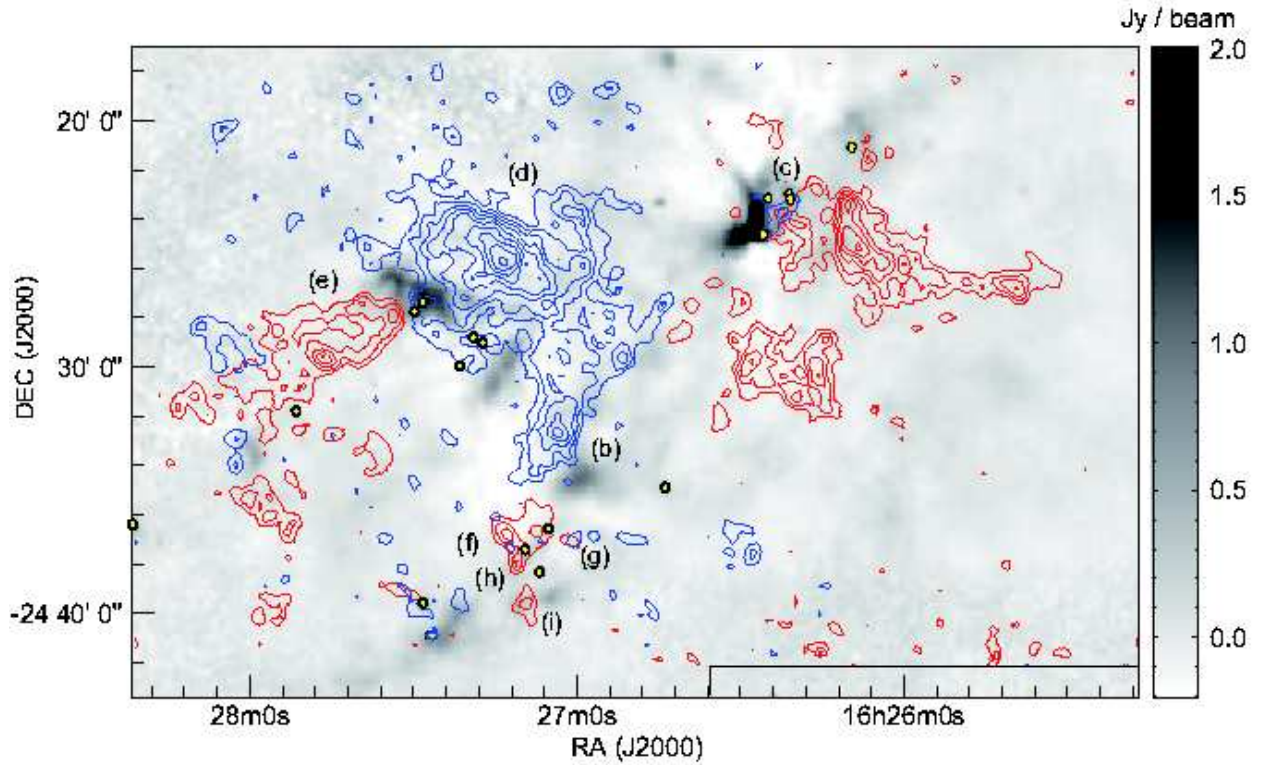 Jy / beam
2.0
20' 0"
(c)
(d)
1.5
(e)
DEC (J2000)
1.0
30' 0"
(b)
0.5
(f)
(g)
(h)
-24 40' 0"
(i)
0.0
28m0s
27m0s
16h26m0s
RA (J2000)